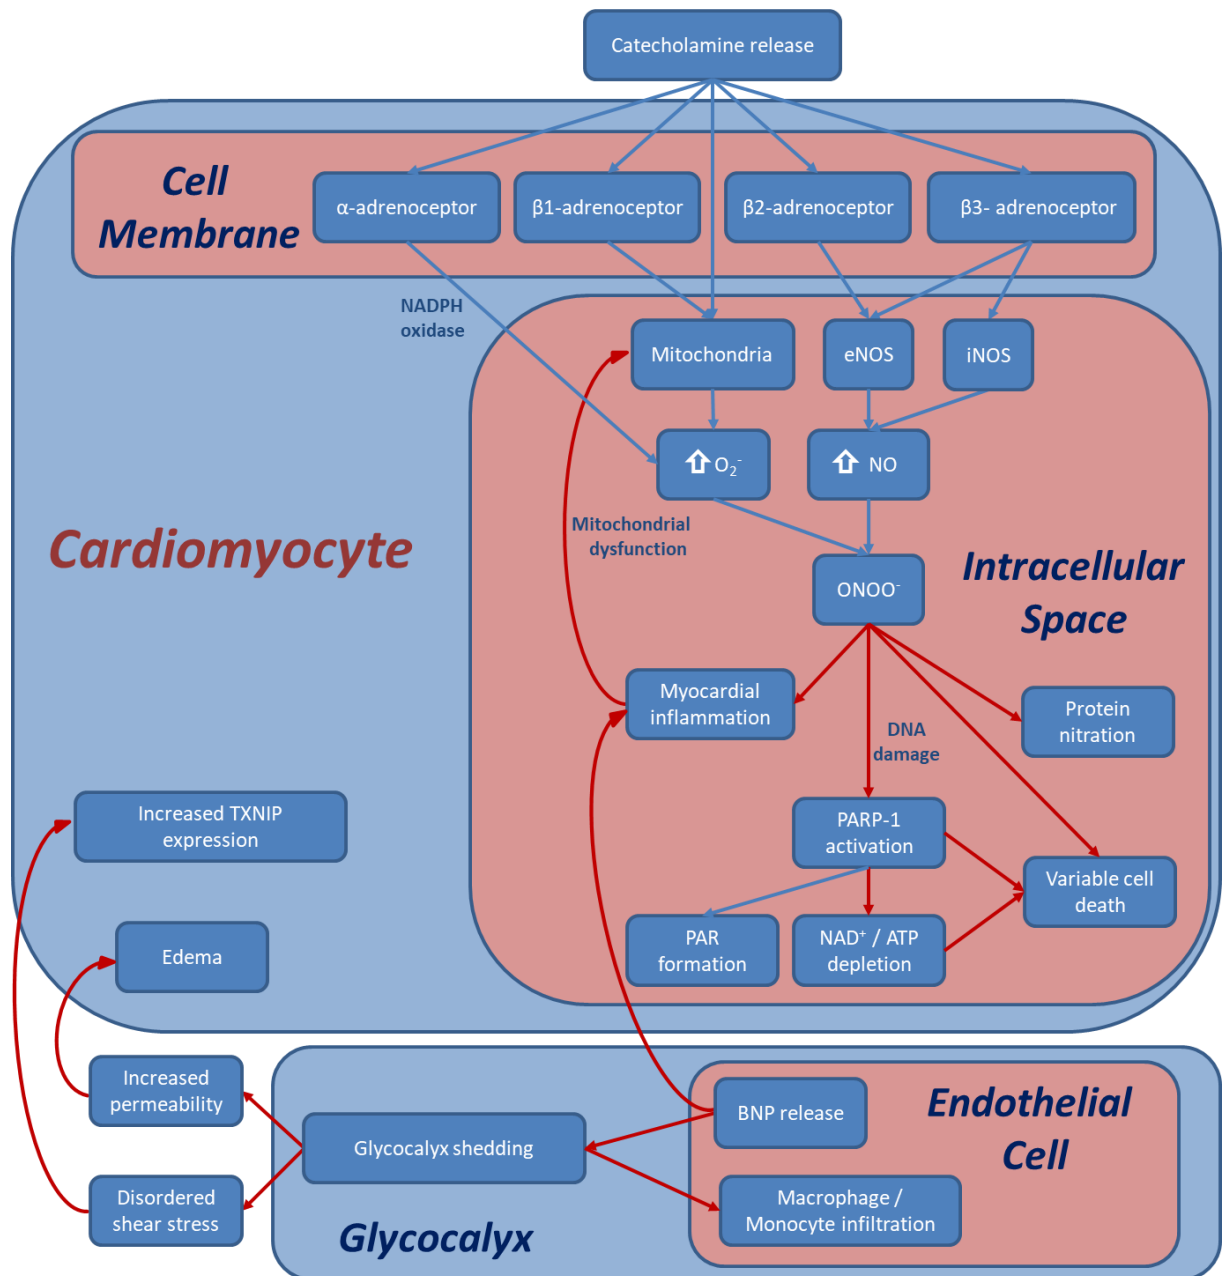 Catecholamine release
Cell
Membrane
α-adrenoceptor
β1-adrenoceptor
β2-adrenoceptor
β3- adrenoceptor
NADPH
oxidase
Mitochondria
eNOS
iNOS
⇧ O₂⁻
⇧ NO
Mitochondrial
dysfunction
Cardiomyocyte
ONOO⁻
Intracellular
Space
Myocardial
inflammation
Protein
nitration
DNA
damage
Increased TXNIP
expression
PARP-1
activation
Variable cell
death
Edema
PAR
formation
NAD⁺ / ATP
depletion
Increased
permeability
BNP release
Endothelial
Cell
Glycocalyx shedding
Disordered
shear stress
Macrophage /
Monocyte infiltration
Glycocalyx